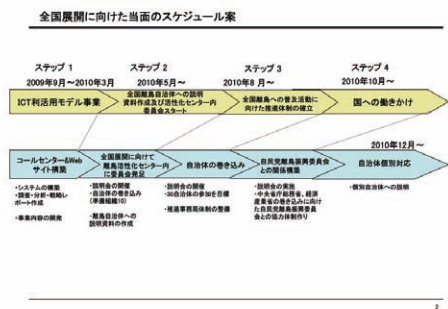 全国展開に向けた当面のスケジュール案
ステップ 1
ステップ 2
ステップ 3
ステップ 4
2009年9月～2010年3月
2010年5月～
2010年8 月～
2010年10月～
ICT利活用モデル事業
全国離島自治体への説明
資料作成及び活性化センター内
委員会スタート
全国離島への普及活動に
向けた推進体制の確立
国への働きかけ
2010年12月～
コールセンター&Web
サイト構築
全国展開に向けて
離島活性化センター内
に委員会発足
自治体の巻き込み
自民党離島振興委員会
との関係構築
自治体個別対応
・システムの構築
・調査・分析・戦略レ
ポート作成
・事業内容の開発
・説明会の開催
・自治体の巻き込み
(準備組織10)
・離島自治体への
説明資料の作成
・説明会の開催
・30自治体の参加を目標
・推進事務局体制の整備
・説明会の実施
・中央省庁総務省、経済
産業省の巻き込みに向け
た自民党離島振興委員
会との協力体制作り
・個別自治体への説明
2